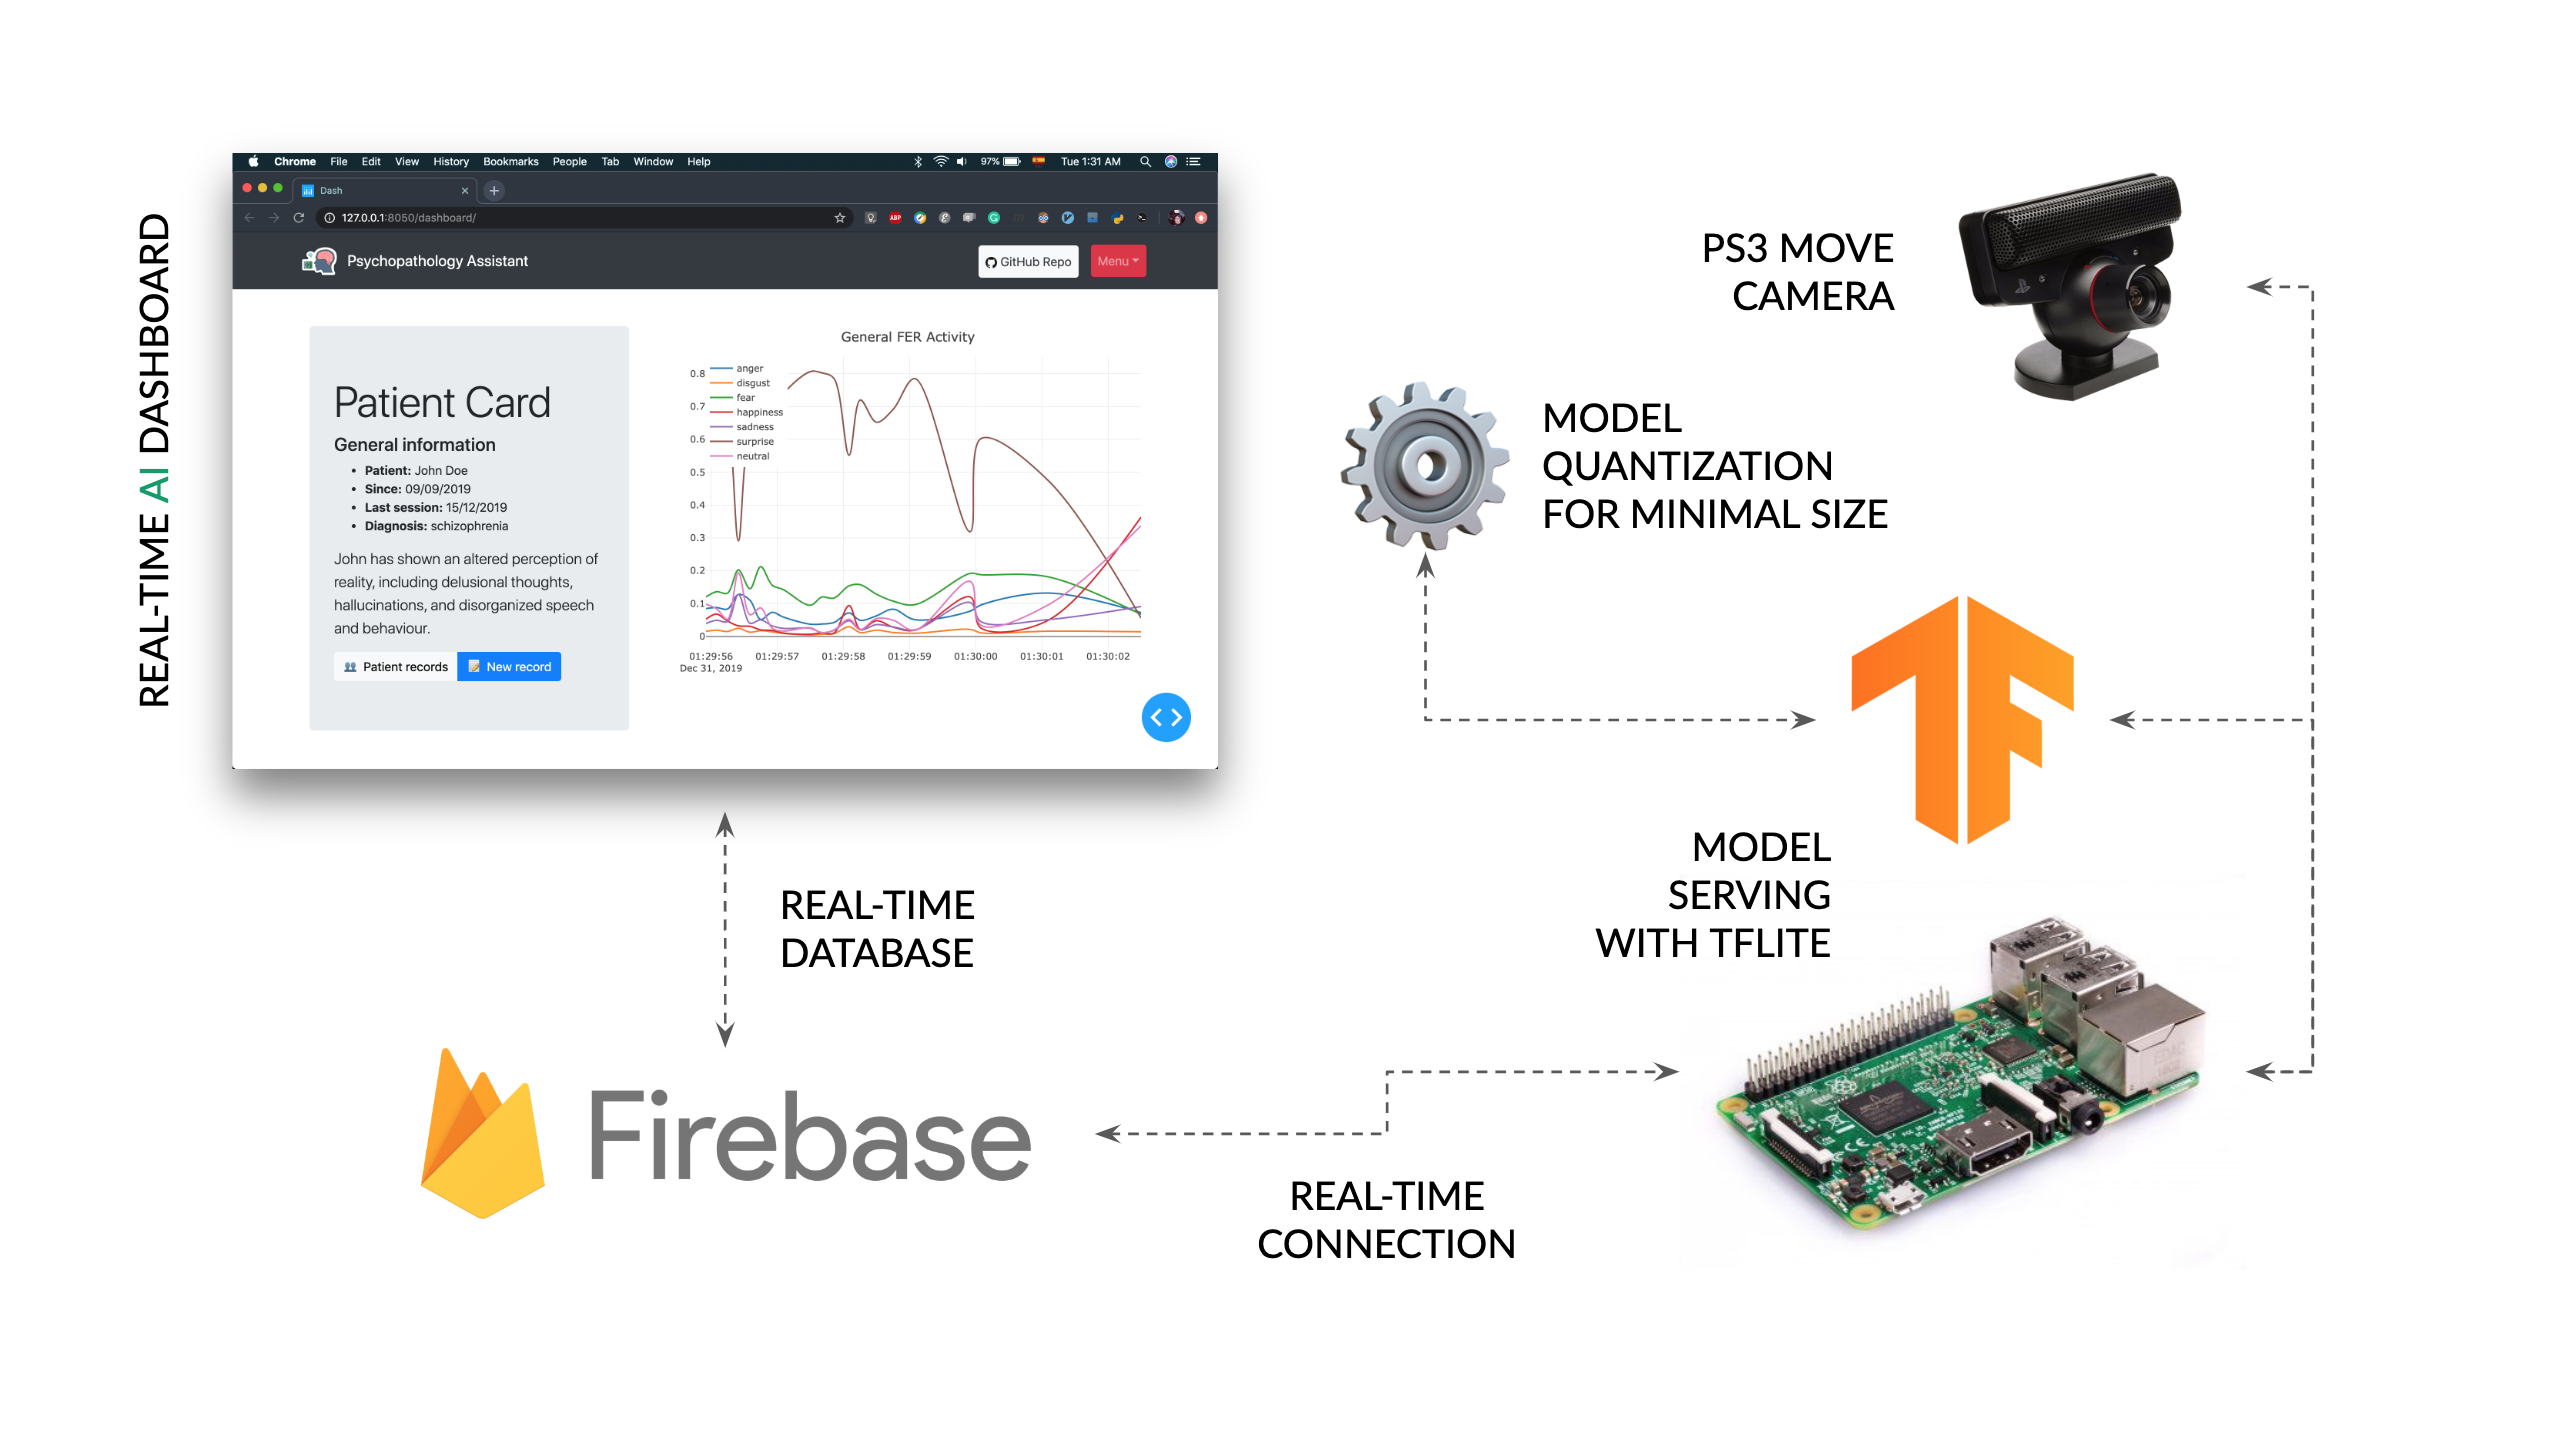 REAL-TIME AI DASHBOARD
Chrome File Edit View History Bookmarks People Tab Window Help 97% Tue 1:31 AM
Dash
127.0.0.1:8050/dashboard/
ABP
Psychopathology Assistant
GitHub Repo
Menu
Patient Card
General information
Patient: John Doe
Since: 09/09/2019
Last session: 15/12/2019
Diagnosis: schizophrenia
John has shown an altered perception of
reality, including delusional thoughts,
hallucinations, and disorganized speech
and behaviour.
Patient records
New record
General FER Activity
anger
disgust
fear
happiness
sadness
surprise
neutral
0.8
0.7
0.6
0.5
0.4
0.3
0.2
0.1
0
01:29:56 01:29:57 01:29:58 01:29:59 01:30:00 01:30:01 01:30:02
Dec 31, 2019
PS3 MOVE
CAMERA
MODEL
QUANTIZATION
FOR MINIMAL SIZE
MODEL
SERVING
WITH TFLITE
REAL-TIME
DATABASE
Firebase
REAL-TIME
CONNECTION